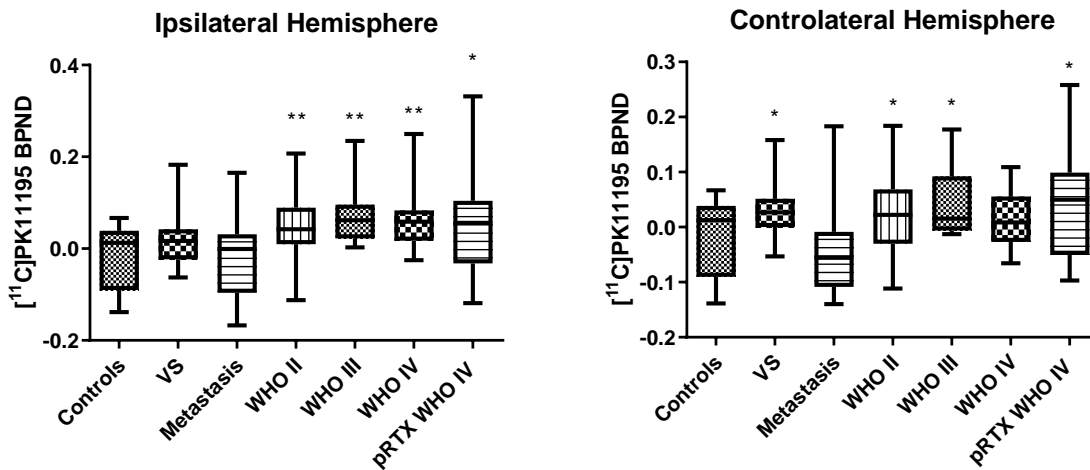 Ipsilateral Hemisphere
[¹¹C]PK11195 BPND
0.4
0.2
0.0
-0.2
**
**
**
*
Controls
VS
Metastasis
WHO II
WHO III
WHO IV
pRTX WHO IV
Controlateral Hemisphere
[¹¹C]PK11195 BPND
0.3
0.2
0.1
0.0
-0.1
-0.2
*
*
*
*
Controls
VS
Metastasis
WHO II
WHO III
WHO IV
pRTX WHO IV